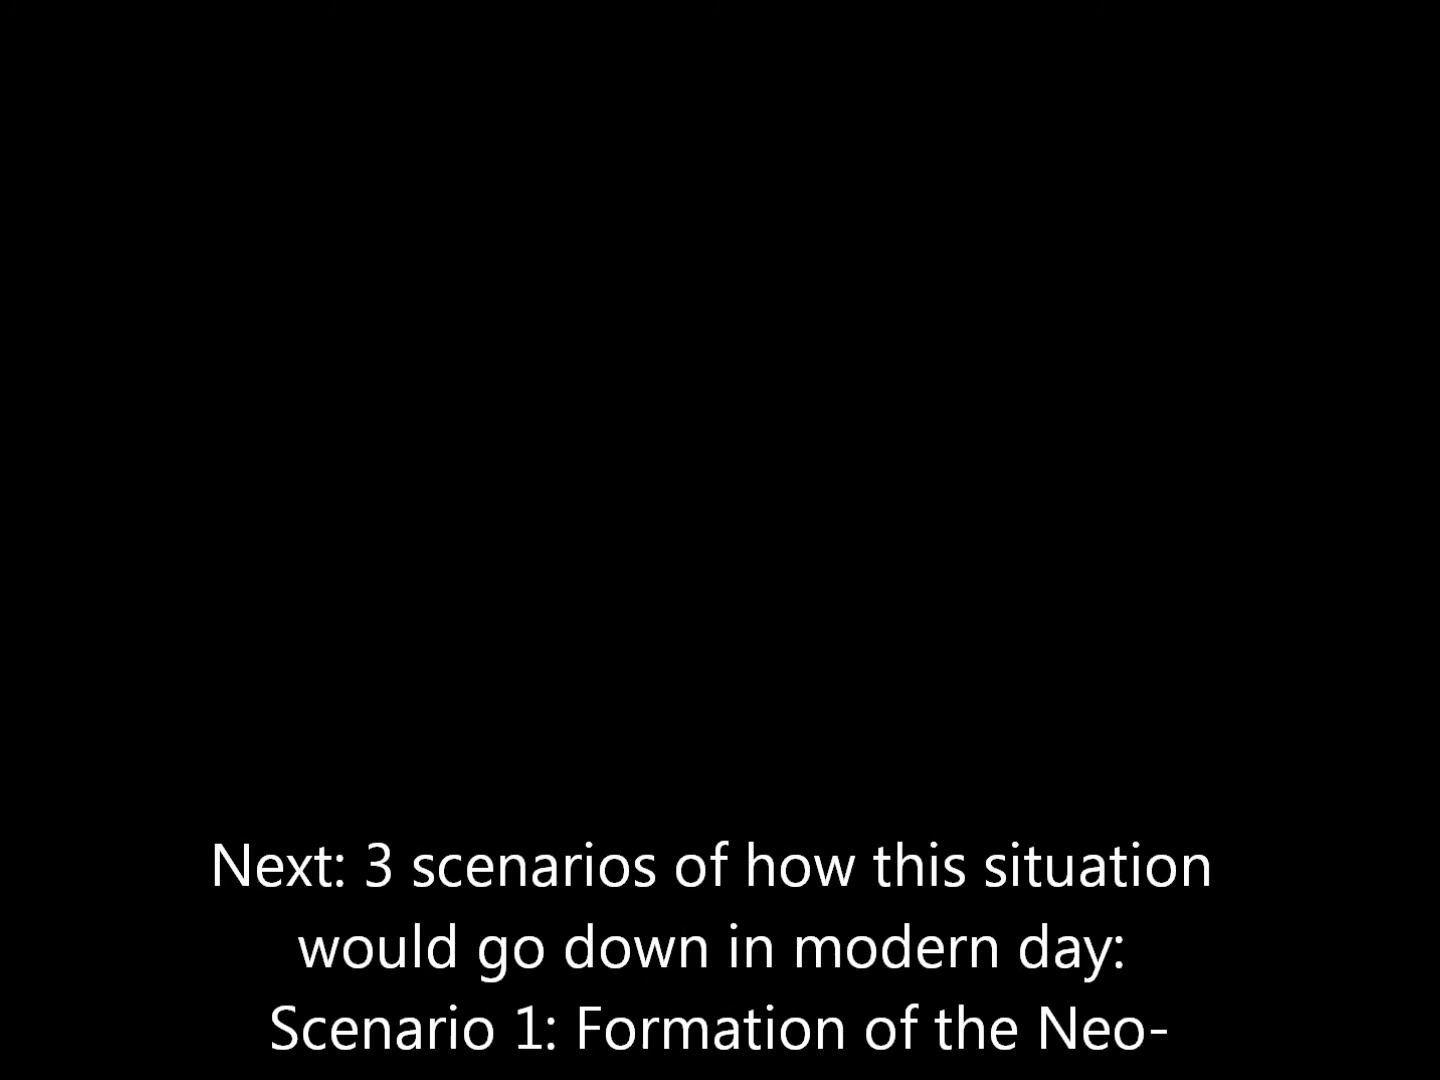 Next: 3 scenarios of how this situation
would go down in modern day:
Scenario 1: Formation of the Neo-